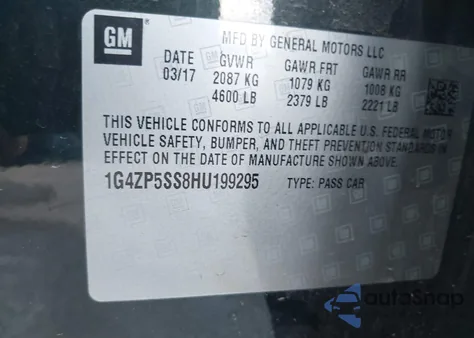 GM
MFD BY GENERAL MOTORS LLC
DATE GVWR GAWR FRT GAWR RR
03/17 2087 KG 1079 KG 1008 KG
4600 LB 2379 LB 2221 LB
THIS VEHICLE CONFORMS TO ALL APPLICABLE U.S. FEDERAL MOTOR
VEHICLE SAFETY, BUMPER, AND THEFT PREVENTION STANDARDS IN
EFFECT ON THE DATE OF MANUFACTURE SHOWN ABOVE.
1G4ZP5SS8HU199295 TYPE: PASS CAR
AutoSnap